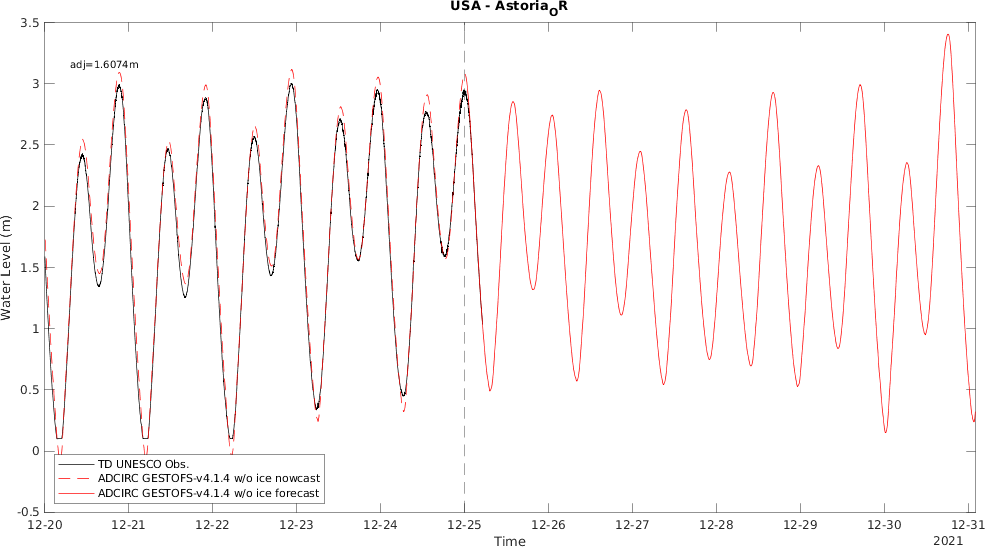 USA - Astoria_OR
adj=1.6074m
3.5
3
2.5
2
1.5
1
0.5
0
-0.5
Water Level (m)
TD UNESCO Obs.
ADCIRC GESTOFS-v4.1.4 w/o ice nowcast
ADCIRC GESTOFS-v4.1.4 w/o ice forecast
12-20 12-21 12-22 12-23 12-24 12-25 12-26 12-27 12-28 12-29 12-30 12-31
Time
2021